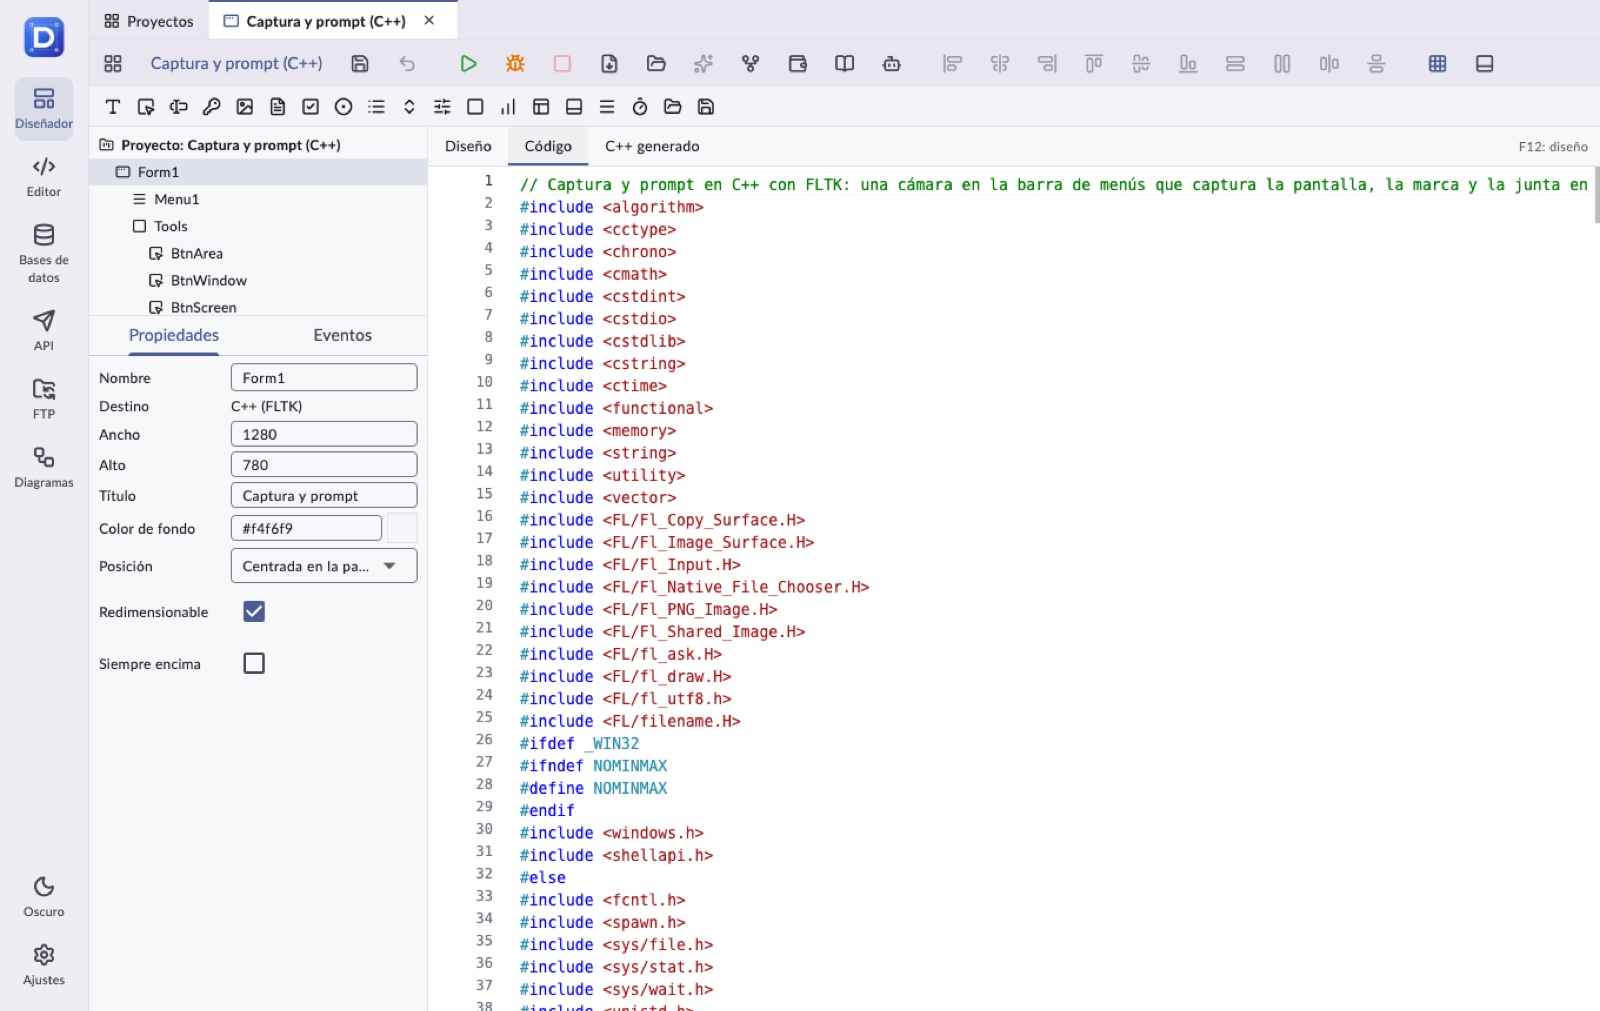 Proyectos
Captura y prompt (C++)
Captura y prompt (C++)
Diseñador
Editor
Bases de
datos
API
FTP
Diagramas
Oscuro
Ajustes
Proyecto: Captura y prompt (C++)
Form1
Menu1
Tools
BtnArea
BtnWindow
BtnScreen
Propiedades
Eventos
Nombre
Form1
Destino
C++ (FLTK)
Ancho
1280
Alto
780
Título
Captura y prompt
Color de fondo
#f4f6f9
Posición
Centrada en la pa...
Redimensionable
Siempre encima
Diseño
Código
C++ generado
F12: diseño
1 // Captura y prompt en C++ con FLTK: una cámara en la barra de menús que captura la pantalla, la marca y la junta en
2 #include <algorithm>
3 #include <cctype>
4 #include <chrono>
5 #include <cmath>
6 #include <cstdint>
7 #include <cstdio>
8 #include <cstdlib>
9 #include <cstring>
10 #include <ctime>
11 #include <functional>
12 #include <memory>
13 #include <string>
14 #include <utility>
15 #include <vector>
16 #include <FL/Fl_Copy_Surface.H>
17 #include <FL/Fl_Image_Surface.H>
18 #include <FL/Fl_Input.H>
19 #include <FL/Fl_Native_File_Chooser.H>
20 #include <FL/Fl_PNG_Image.H>
21 #include <FL/Fl_Shared_Image.H>
22 #include <FL/fl_ask.H>
23 #include <FL/fl_draw.H>
24 #include <FL/fl_utf8.h>
25 #include <FL/filename.H>
26 #ifdef _WIN32
27 #ifndef NOMINMAX
28 #define NOMINMAX
29 #endif
30 #include <windows.h>
31 #include <shellapi.h>
32 #else
33 #include <fcntl.h>
34 #include <spawn.h>
35 #include <sys/file.h>
36 #include <sys/stat.h>
37 #include <sys/wait.h>
38 #include <unistd.h>